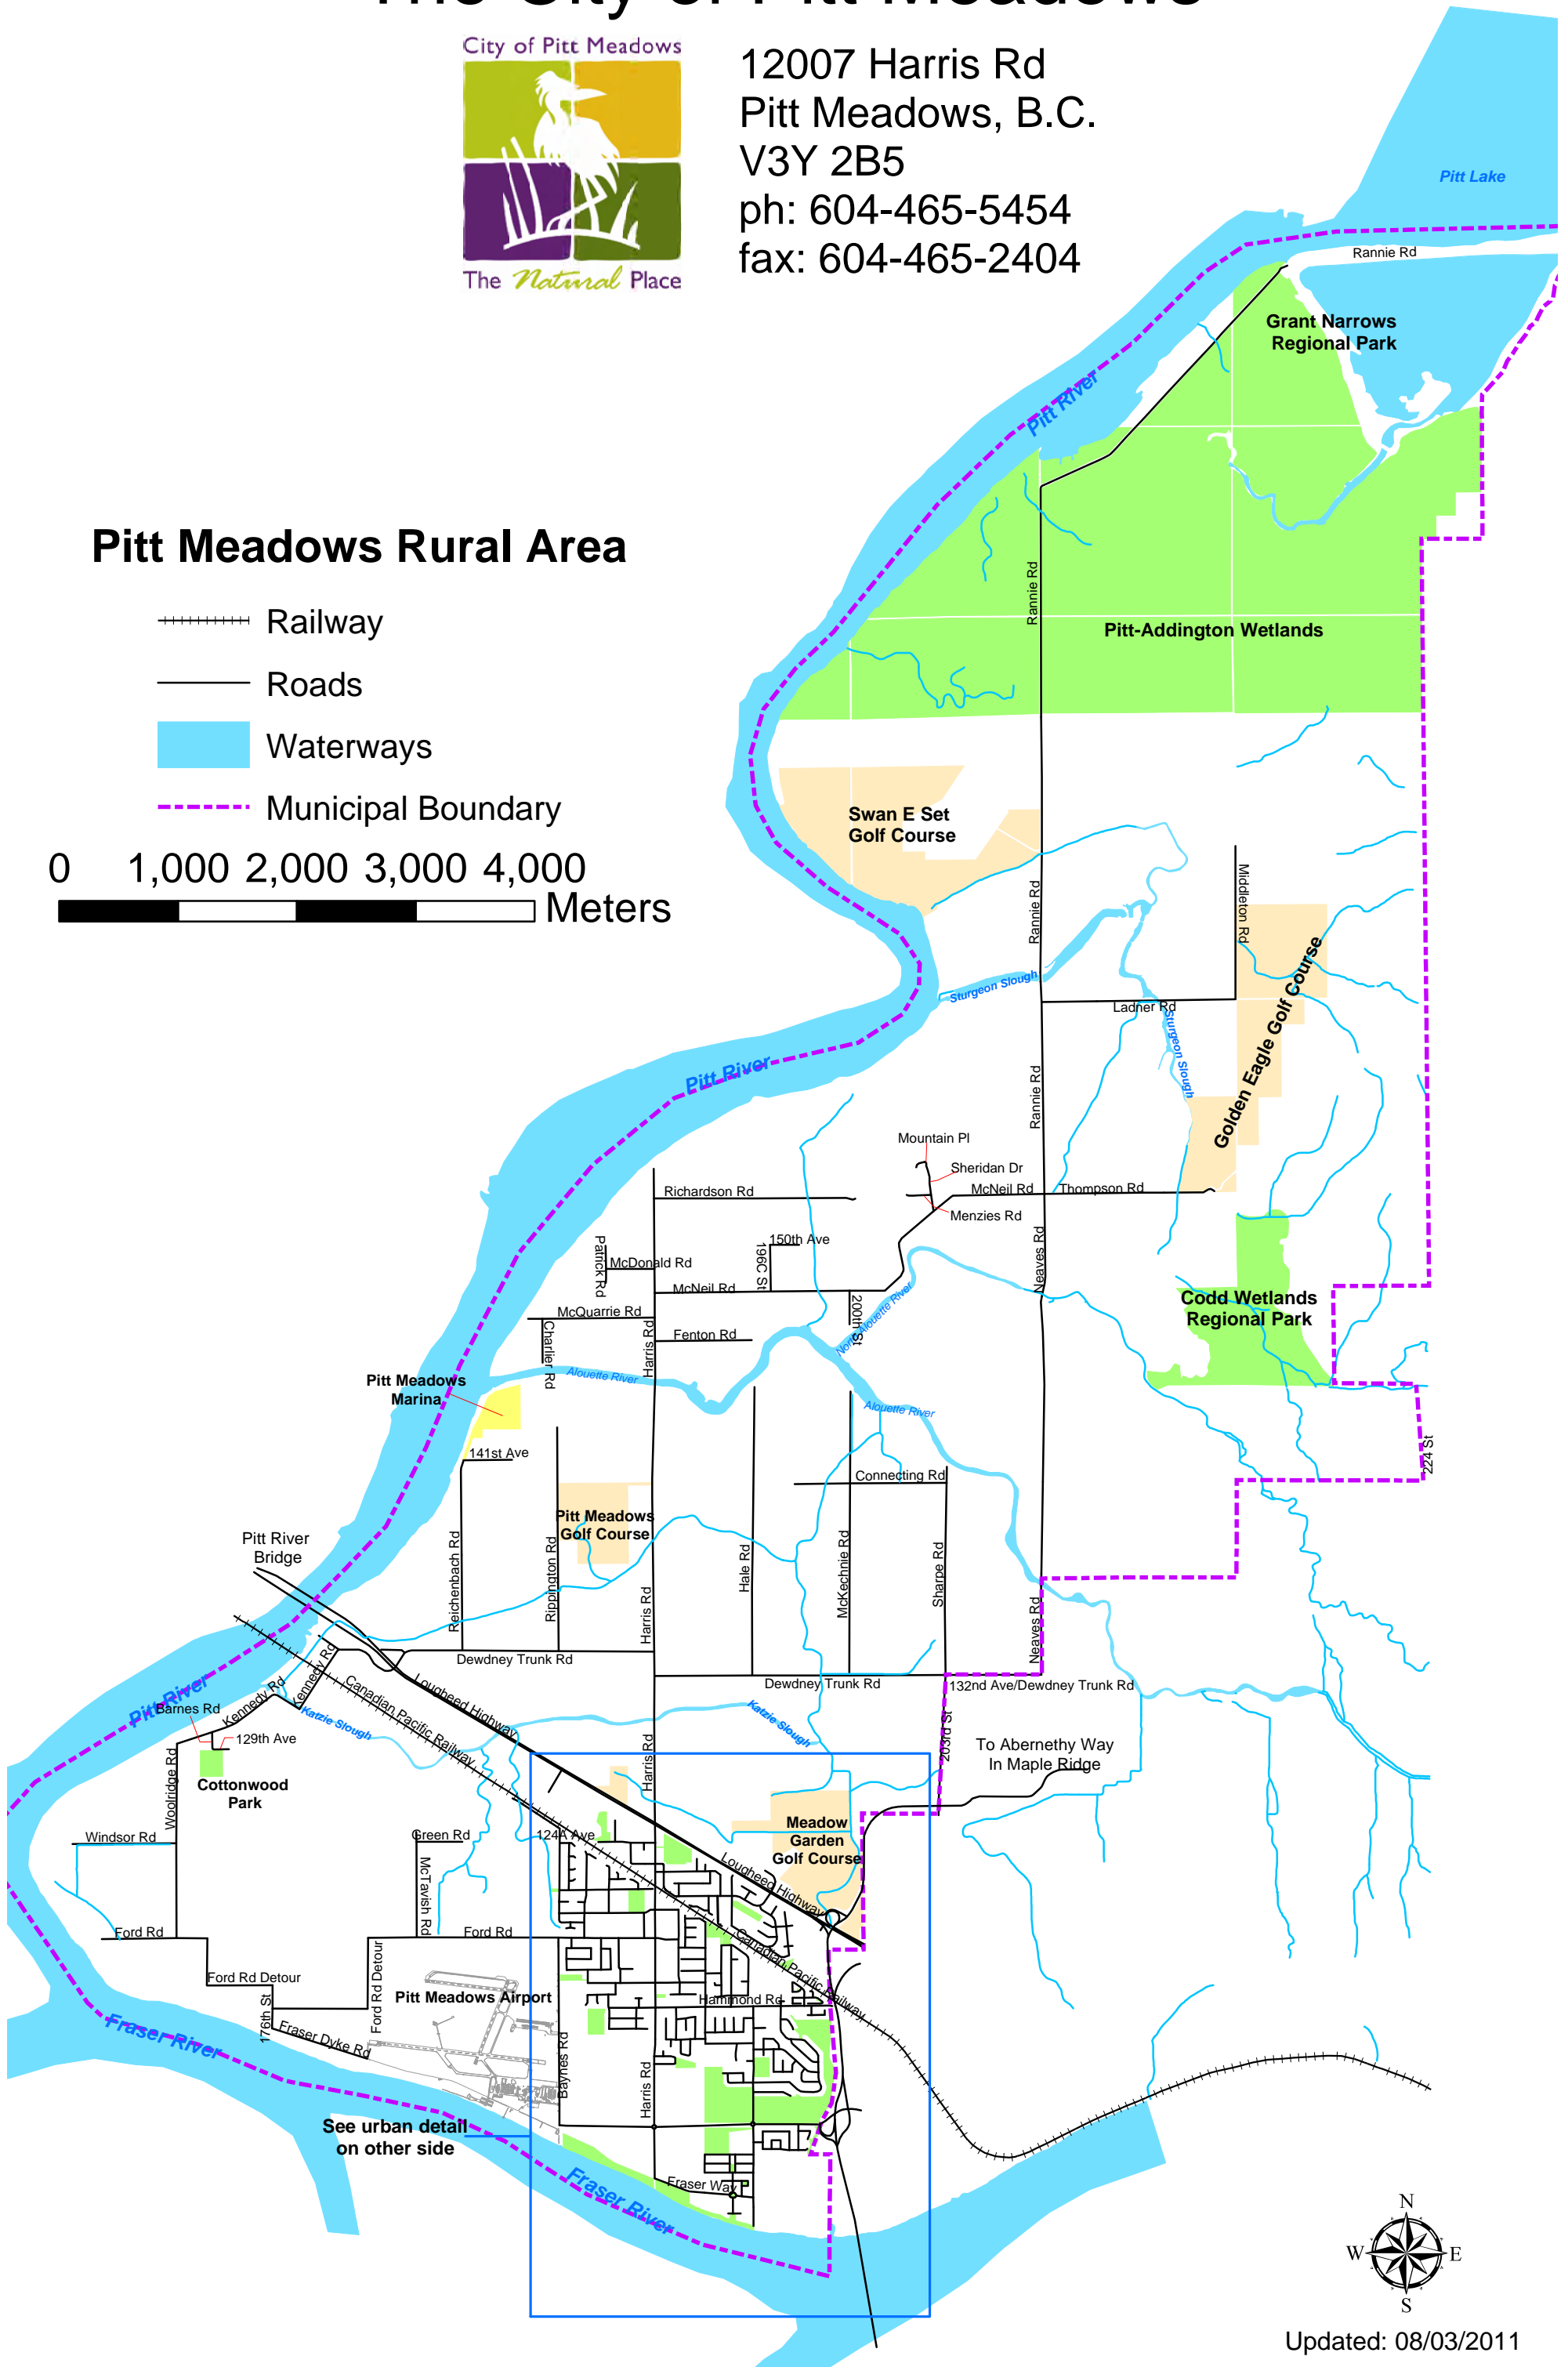 The City of Pitt Meadows
City of Pitt Meadows
The Natural Place
12007 Harris Rd
Pitt Meadows, B.C.
V3Y 2B5
ph: 604-465-5454
fax: 604-465-2404
Pitt Lake
Rannie Rd
Grant Narrows
Regional Park
Pitt River
Pitt Meadows Rural Area
Railway
Roads
Waterways
Municipal Boundary
0 1,000 2,000 3,000 4,000
Meters
Rannie Rd
Pitt-Addington Wetlands
Swan E Set
Golf Course
Rannie Rd
Middleton Rd
Sturgeon Slough
Ladner Rd
Sturgeon Slough
Golden Eagle Golf Course
Pitt River
Rannie Rd
Mountain Pl
Sheridan Dr
McNeil Rd
Thompson Rd
Menzies Rd
Richardson Rd
Patrick Rd
McDonald Rd
196C St
150th Ave
Neaves Rd
McNeil Rd
McQuarrie Rd
Charlier Rd
Harris Rd
Fenton Rd
200th St
North Alouette River
Codd Wetlands
Regional Park
Alouette River
Pitt Meadows
Marina
Alouette River
141st Ave
224 St
Connecting Rd
Pitt Meadows
Golf Course
Pitt River
Bridge
Reichenbach Rd
Rippington Rd
Harris Rd
Hale Rd
McKechnie Rd
Sharpe Rd
Neaves Rd
Dewdney Trunk Rd
Dewdney Trunk Rd
132nd Ave/Dewdney Trunk Rd
Kennedy Rd
Kennedy Rd
Canadian Pacific Railway
Lougheed Highway
Pitt River
Barnes Rd
129th Ave
Katzie Slough
Katzie Slough
203rd St
To Abernethy Way
In Maple Ridge
Woolridge Rd
Cottonwood
Park
Harris Rd
Windsor Rd
Green Rd
McTavish Rd
124A Ave
Meadow
Garden
Golf Course
Lougheed Highway
Ford Rd
Ford Rd
Canadian Pacific Railway
Ford Rd Detour
Ford Rd Detour
Pitt Meadows Airport
Hammond Rd
176th St
Fraser Dyke Rd
Fraser River
Baynes Rd
Harris Rd
See urban detail
on other side
Fraser Way
Fraser River
N
W
E
S
Updated: 08/03/2011